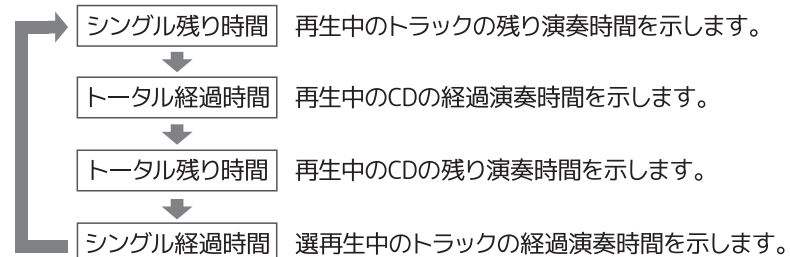 シングル残り時間 再生中のトラックの残り演奏時間を示します。
トータル経過時間 再生中のCDの経過演奏時間を示します。
トータル残り時間 再生中のCDの残り演奏時間を示します。
シングル経過時間 選再生中のトラックの経過演奏時間を示します。